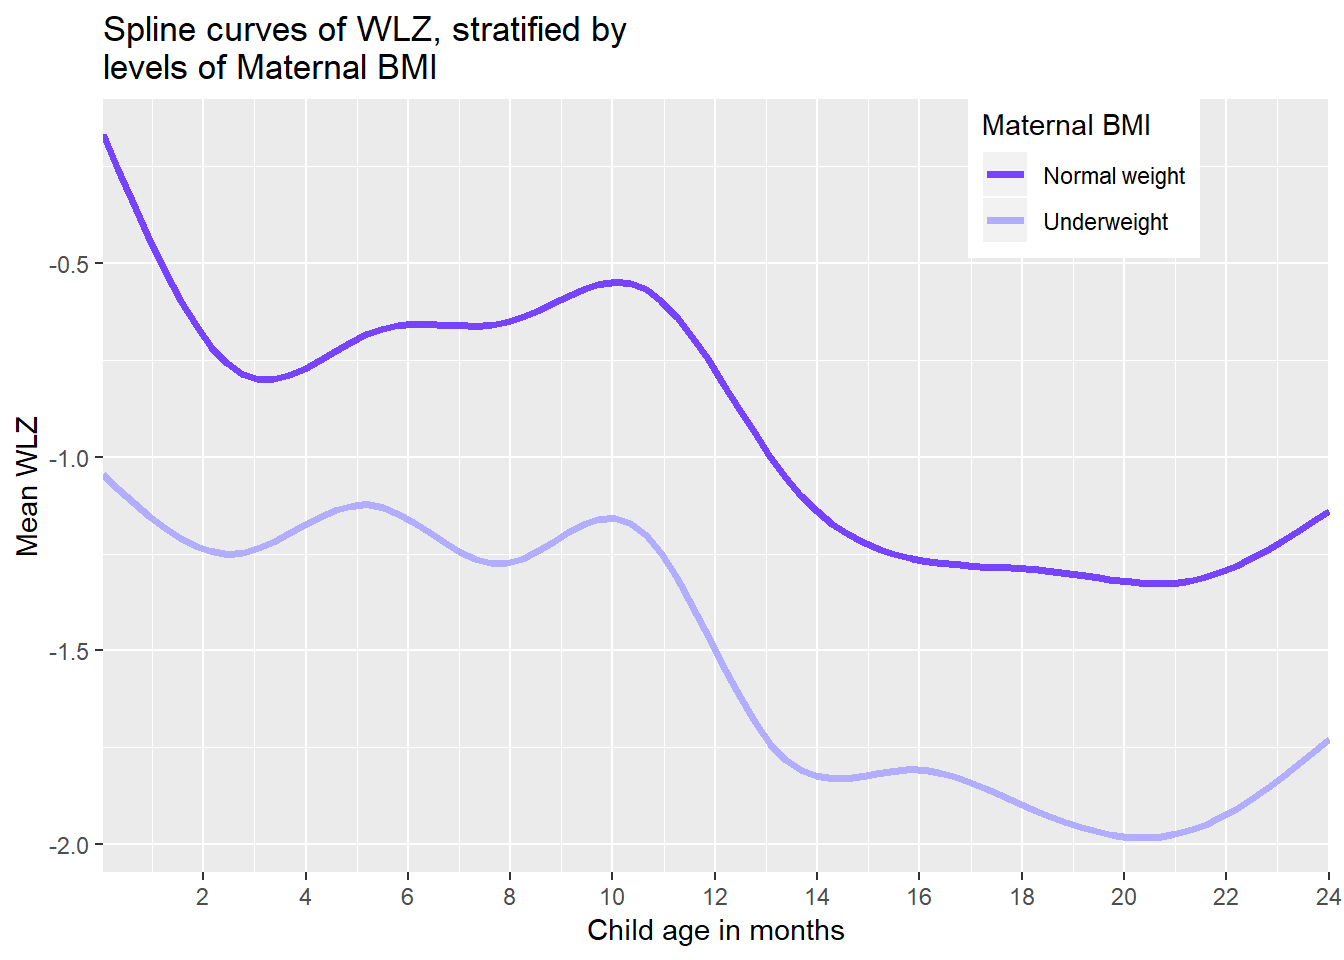 Spline curves of WLZ, stratified by
levels of Maternal BMI
Maternal BMI
Normal weight
Underweight
Mean WLZ
-0.5
-1.0
-1.5
-2.0
2 4 6 8 10 12 14 16 18 20 22 24
Child age in months